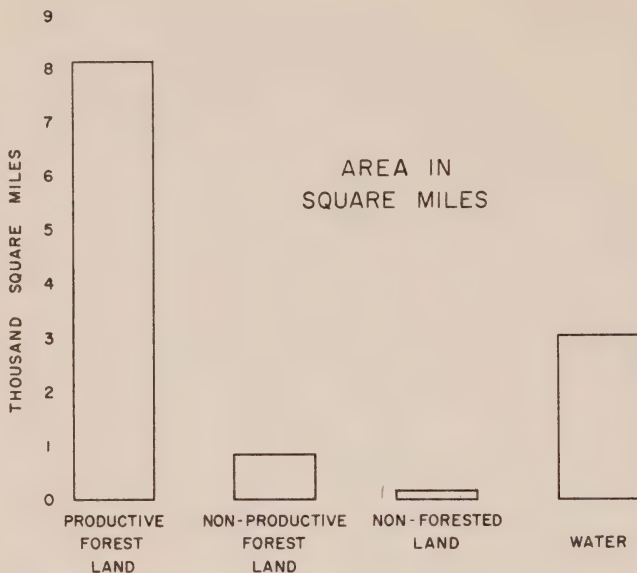 9
8
7
6
5
4
3
2
1
0
THOUSAND SQUARE MILES
AREA IN
SQUARE MILES
PRODUCTIVE
FOREST
LAND
NON-PRODUCTIVE
FOREST
LAND
NON-FORESTED
LAND
WATER